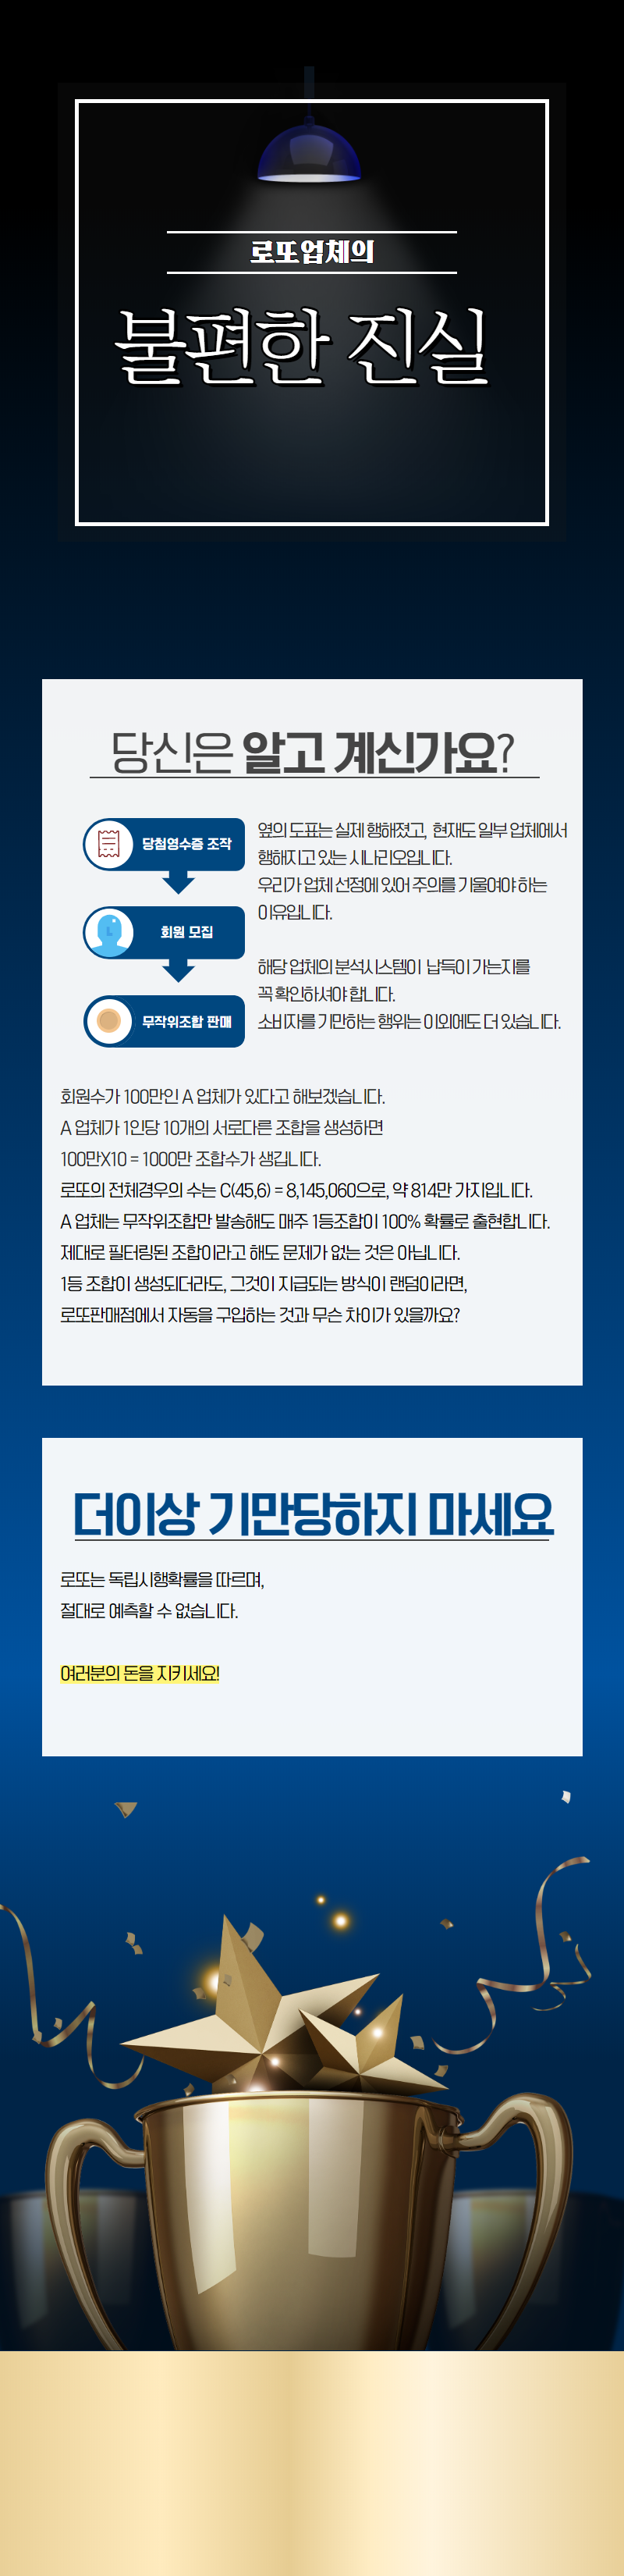 로또업체의
불편한 진실
당신은 알고 계신가요?
당첨영수증 조작
회원 모집
무작위조합 판매
옆의 도표는 실제 행해졌고, 현재도 일부 업체에서
행해지고 있는 시나리오입니다.
우리가 업체 선정에 있어 주의를 기울여야 하는
이유입니다.
해당 업체의 분석시스템이 납득이 가는지를
꼭 확인하셔야 합니다.
소비자를 기만하는 행위는 이외에도 더 있습니다.
회원수가 100만인 A 업체가 있다고 해보겠습니다.
A 업체가 1인당 10개의 서로다른 조합을 생성하면
100만X10 = 1000만 조합수가 생깁니다.
로또의 전체경우의 수는 C(45,6) = 8,145,060으로, 약 814만 가지입니다.
A 업체는 무작위조합만 발송해도 매주 1등조합이 100% 확률로 출현합니다.
제대로 필터링된 조합이라고 해도 문제가 없는 것은 아닙니다.
1등 조합이 생성되더라도, 그것이 지급되는 방식이 랜덤이라면,
로또판매점에서 자동을 구입하는 것과 무슨 차이가 있을까요?
더이상 기만당하지 마세요
로또는 독립시행확률을 따르며,
절대로 예측할 수 없습니다.
여러분의 돈을 지키세요!